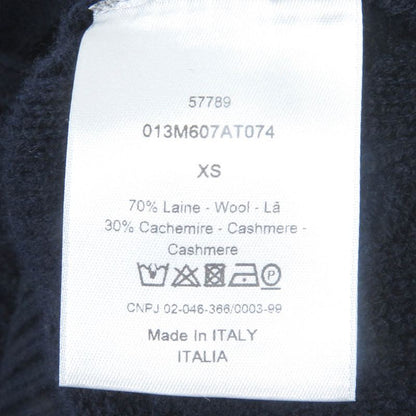 57789
013M607AT074
XS
70% Laine - Wool - Lã
30% Cachemire - Cashmere -
Cashmere
P
CNPJ 02-046-366/0003-99
Made In ITALY
ITALIA